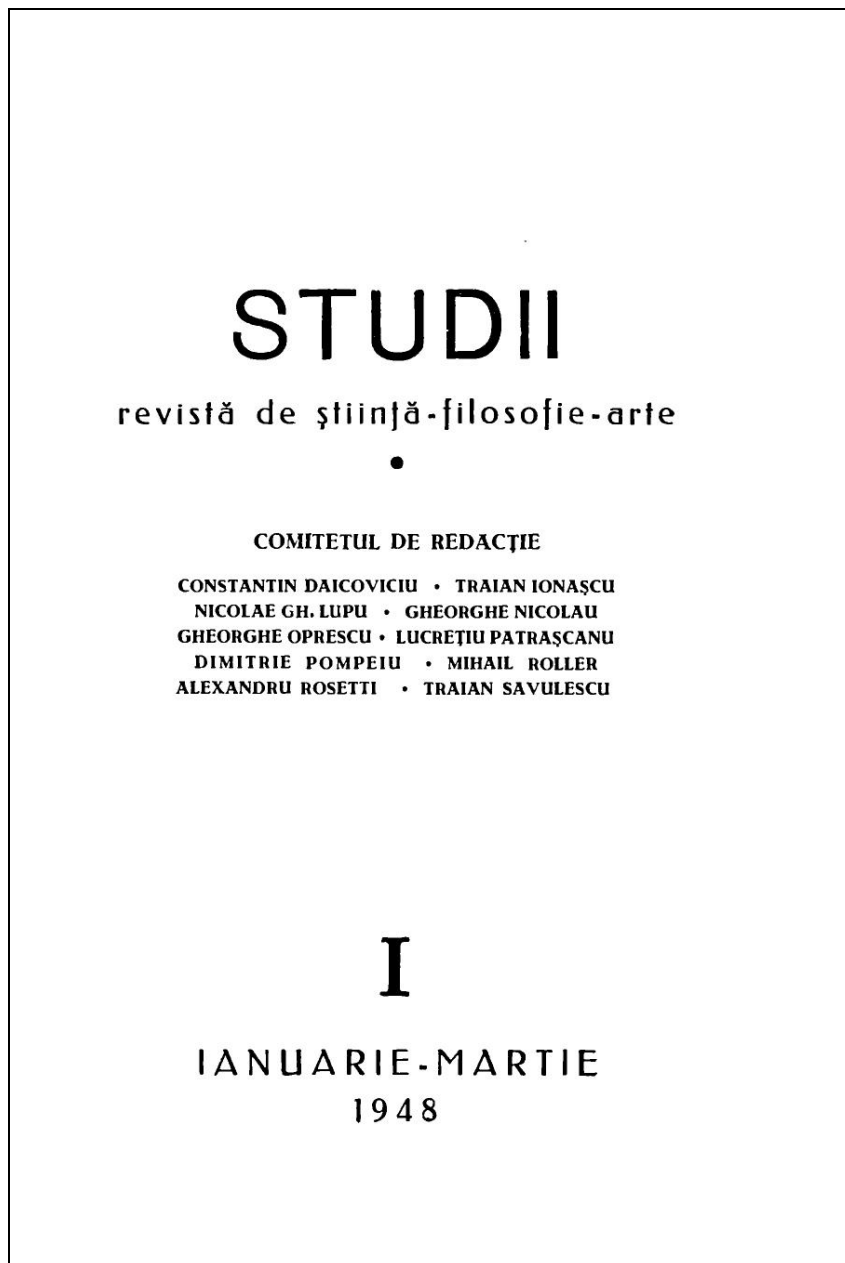 STUDII
revistă de ştiinţă-filosofie-arte
•
COMITETUL DE REDACŢIE
CONSTANTIN DAICOVICIU • TRAIAN IONAŞCU
NICOLAE GH. LUPU • GHEORGHE NICOLAU
GHEORGHE OPRESCU • LUCREŢIU PATRAŞCANU
DIMITRIE POMPEIU • MIHAIL ROLLER
ALEXANDRU ROSETTI • TRAIAN SAVULESCU
I
IANUARIE-MARTIE
1948